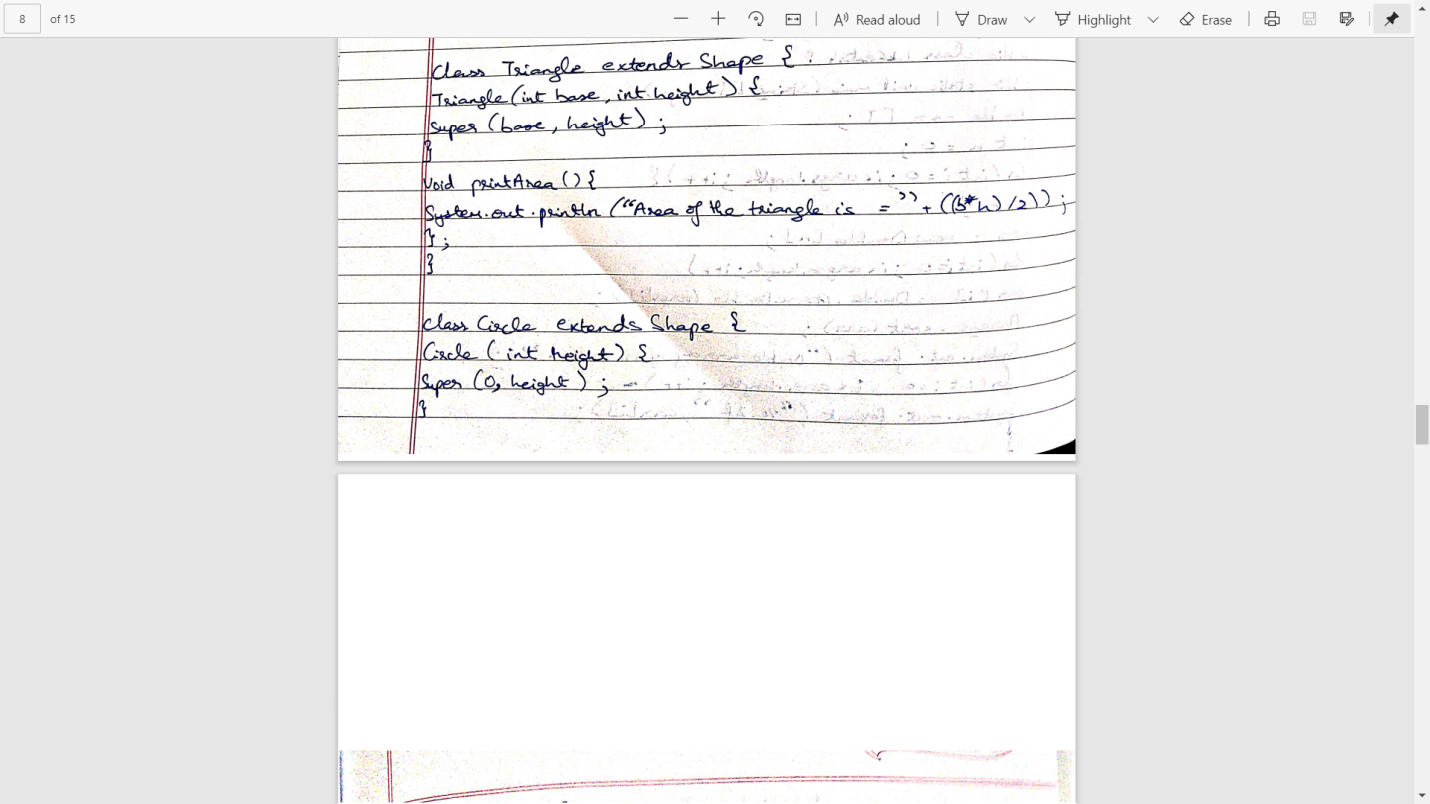 8 of 15 Read aloud Draw Highlight Erase
Class Triangle extends Shape {
Triangle (int base, int height) {
super (base, height) ;
}
void printArea () {
System.out.println ("Area of the triangle is = " + ((b*h) /2)) ;
} ;
}
class Circle extends Shape {
Circle ( int height) {
Super (0, height ) ;
}